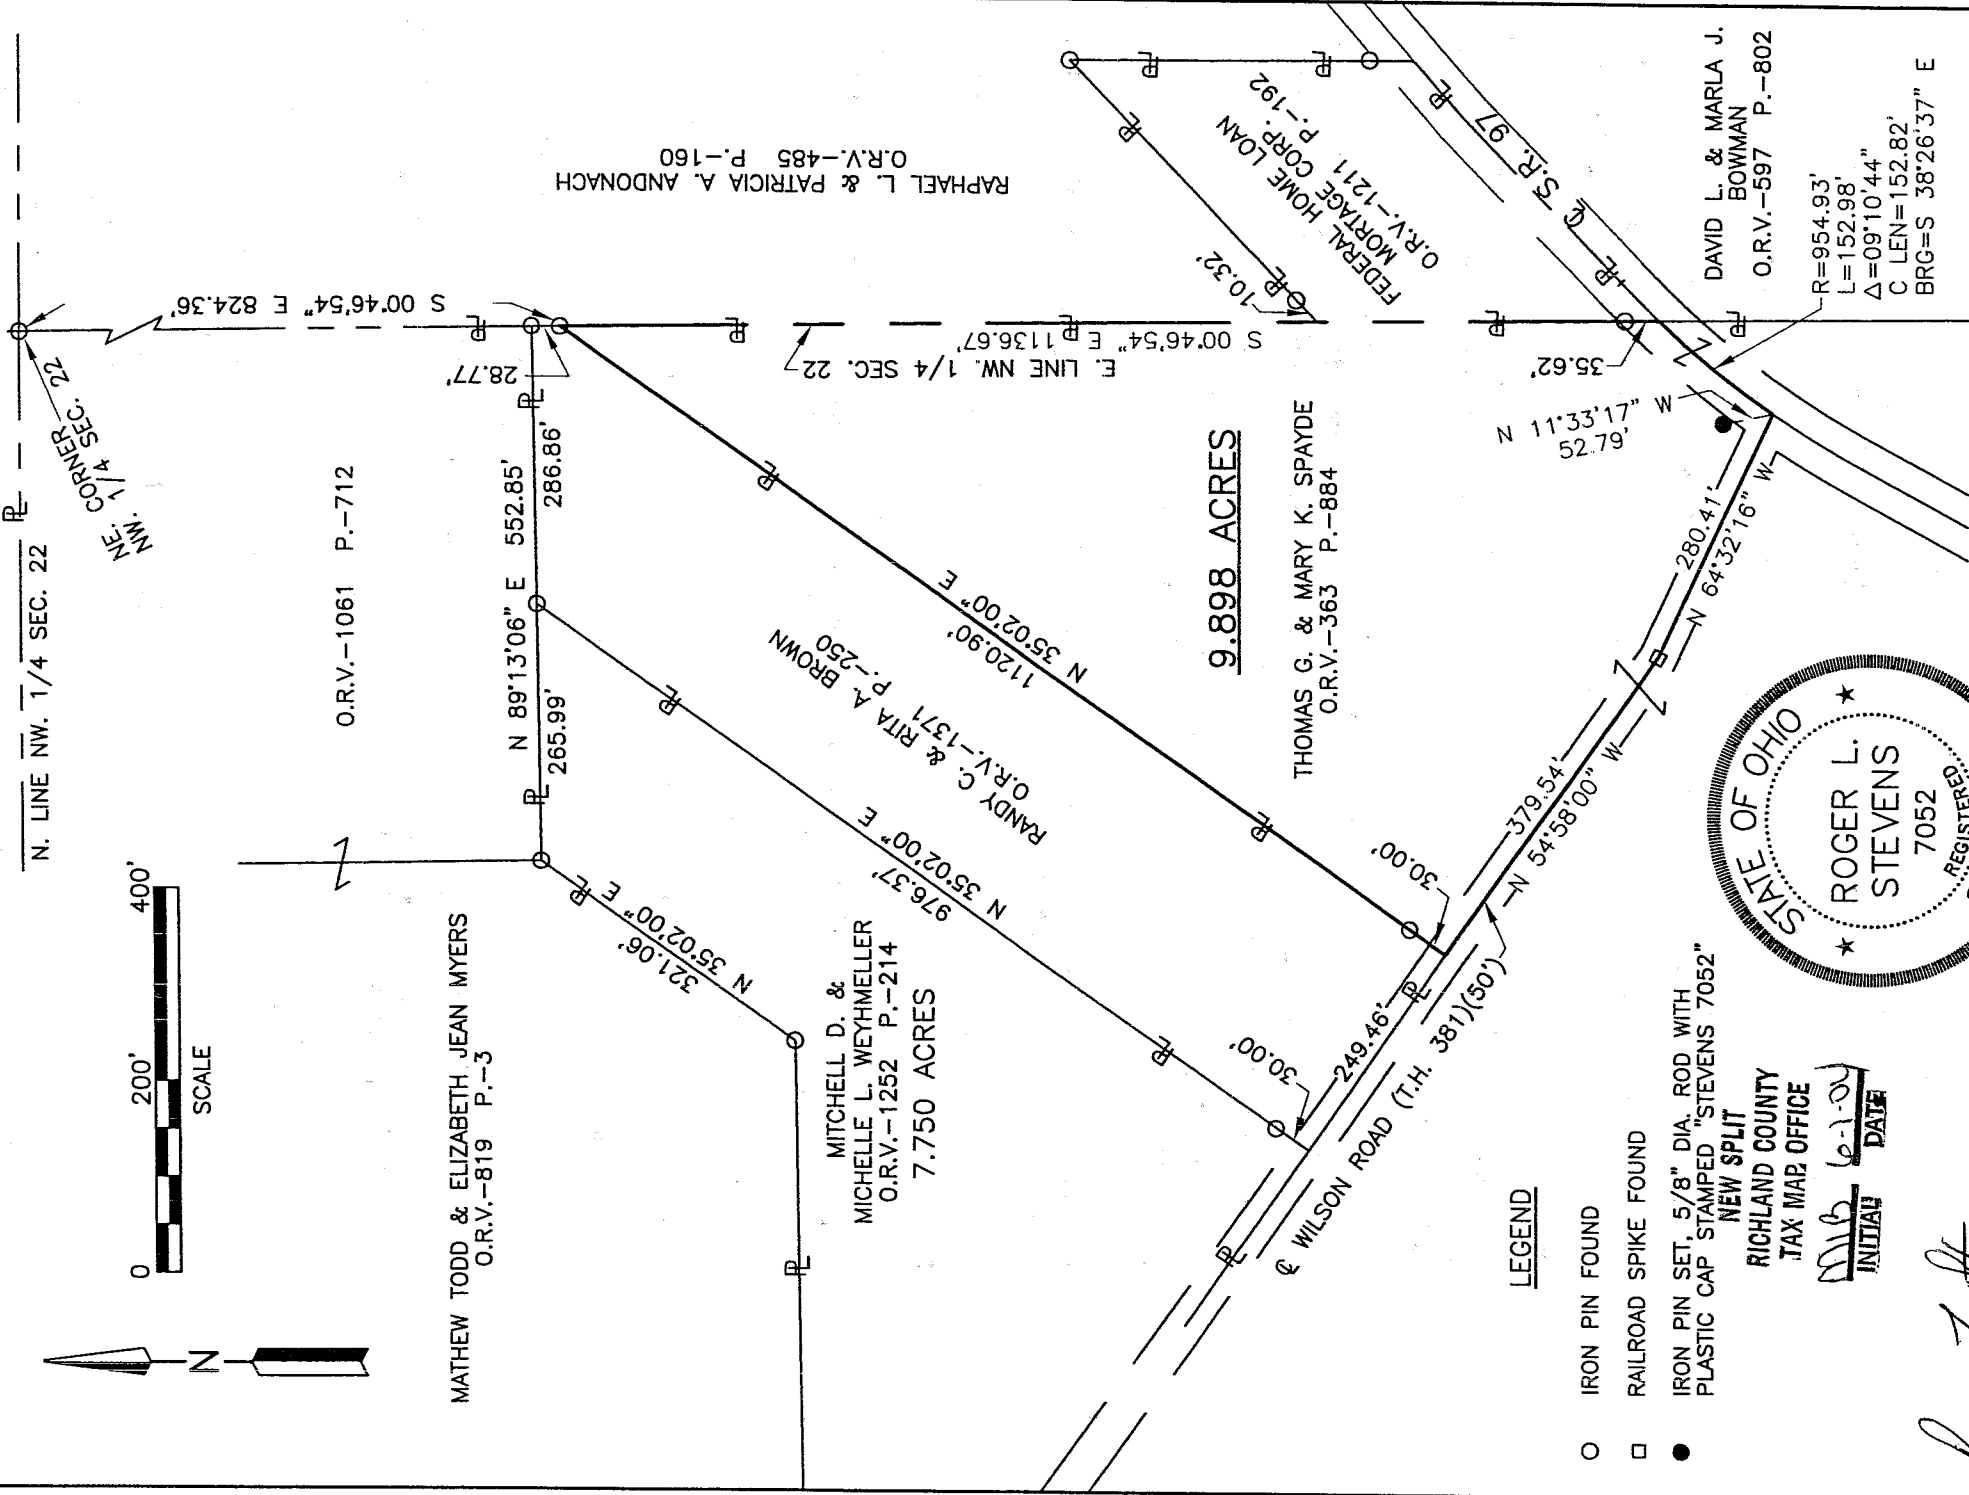 N. LINE NW. 1/4 SEC. 22
NE. CORNER
NW. 1/4 SEC. 22
S 00°46'54" E 824.36'
0 200' 400'
SCALE
N
O.R.V.-1061 P.-712
RAPHAEL L. & PATRICIA A. ANDONACH
O.R.V.-485 P.-160
28.77'
N 89°13'06" E 552.85'
265.99' 286.86'
MATHEW TODD & ELIZABETH JEAN MYERS
O.R.V.-819 P.-3
321.06'
N 35°02'00" E
MITCHELL D. &
MICHELLE L. WEYHMELLER
O.R.V.-1252 P.-214
7.750 ACRES
976.37'
N 35°02'00" E
RANDY C. & RITA A. BROWN
O.R.V.-1371 P.-250
1120.90'
N 35°02'00" E
E. LINE NW. 1/4 SEC. 22
S 00°46'54" E 1136.67'
10.32'
FEDERAL HOME LOAN
MORTAGE CORP.
O.R.V.-1211 P.-192
9.898 ACRES
THOMAS G. & MARY K. SPAYDE
O.R.V.-363 P.-884
℄ S.R. 97
35.62'
N 11°33'17" W
52.79'
30.00'
30.00'
249.46'
379.54'
N 54°58'00" W
280.41'
N 64°32'16" W
℄ WILSON ROAD (T.H. 381)(50')
DAVID L. & MARLA J.
BOWMAN
O.R.V.-597 P.-802
R=954.93'
L=152.98'
Δ=09°10'44"
C LEN=152.82'
BRG=S 38°26'37" E
LEGEND
○ IRON PIN FOUND
□ RAILROAD SPIKE FOUND
● IRON PIN SET, 5/8" DIA. ROD WITH
PLASTIC CAP STAMPED "STEVENS 7052"
NEW SPLIT
RICHLAND COUNTY
TAX MAP OFFICE
6-1-04
INITIAL DATE
STATE OF OHIO
★ ROGER L. ★
STEVENS
7052
REGISTERED